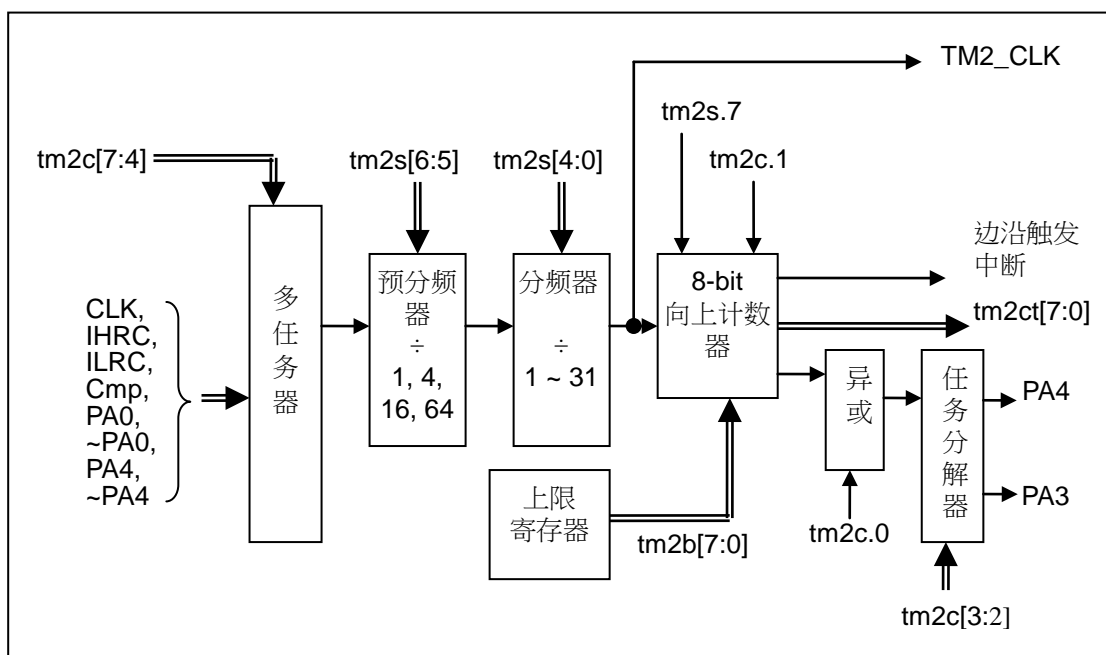 TM2_CLK
tm2s.7
tm2c[7:4]
tm2s[6:5]
tm2s[4:0]
tm2c.1
CLK,
IHRC,
ILRC,
Cmp,
PA0,
~PA0,
PA4,
~PA4
多
任
务
器
预分频
器
÷
1, 4,
16, 64
分频器
÷
1 ~ 31
8-bit
向上计数
器
边沿触发
中断
tm2ct[7:0]
上限
寄存器
tm2b[7:0]
异
或
tm2c.0
任
务
分
解
器
PA4
PA3
tm2c[3:2]